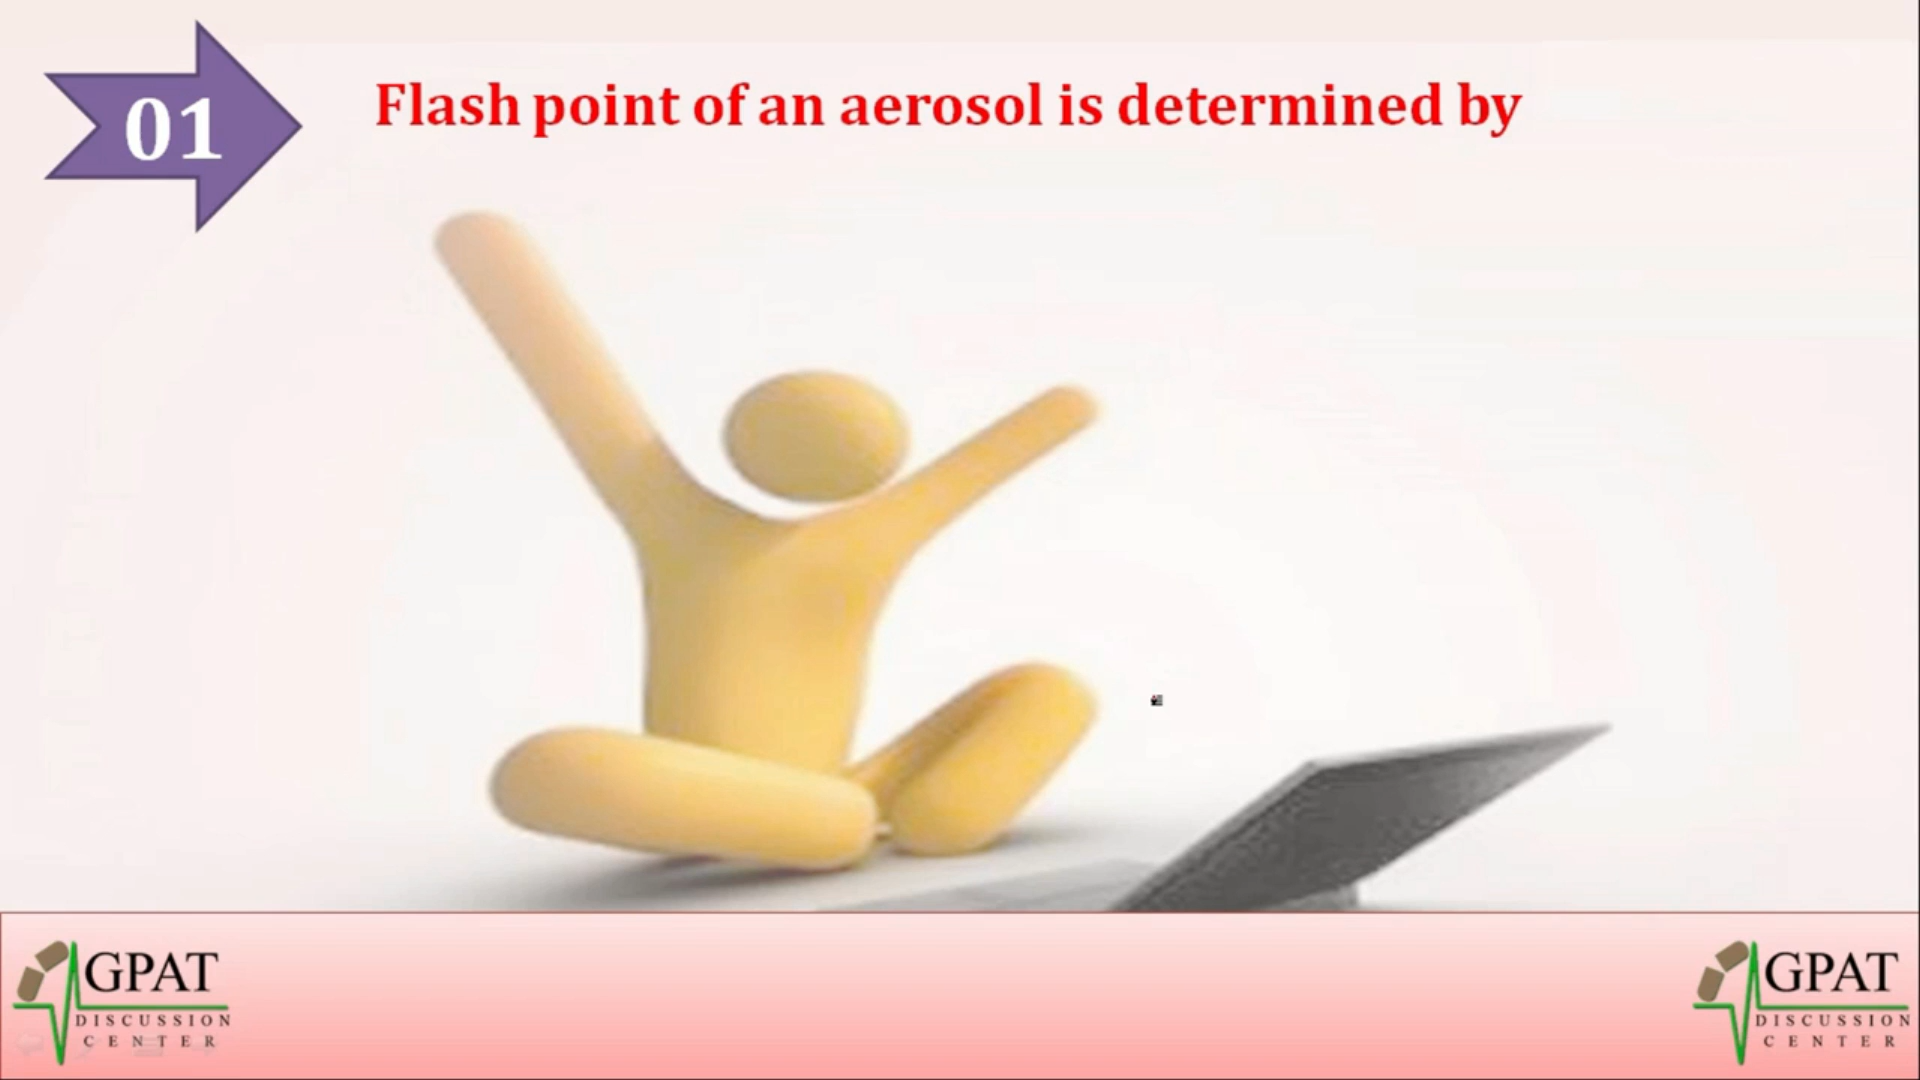 01
Flash point of an aerosol is determined by
GPAT
DISCUSSION
CENTER
GPAT
DISCUSSION
CENTER